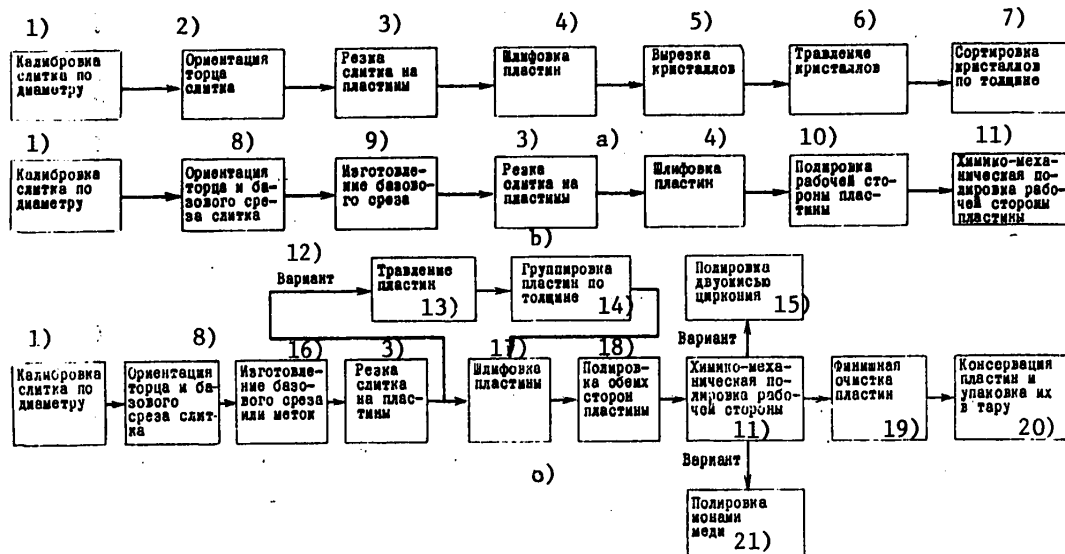 1)
2)
3)
4)
5)
6)
7)
Калибровка
слитка по
диаметру
Ориентация
торца
слитка
Резка
слитка на
пластины
Шлифовка
пластин
Вырезка
кристаллов
Травление
кристаллов
Сортировка
кристаллов
по толщине
1)
8)
9)
3)
a)
4)
10)
11)
Калибровка
слитка по
диаметру
Ориентация
торца и ба-
зового сре-
за слитка
Изготовле-
ние базово-
го среза
Резка
слитка на
пластины
Шлифовка
пластин
Полировка
рабочей сто-
роны плас-
тины
Химико-меха-
ническая по-
лировка рабо-
чей стороны
пластины
b)
12)
Вариант
Травление
пластин
13)
Группировка
пластин по
толщине
14)
Полировка
двуокисью
циркония
15)
Вариант
1)
8)
16)
3)
17)
18)
Калибровка
слитка по
диаметру
Ориентация
торца и ба-
зового
среза слит-
ка
Изготовле-
ние базо-
вого среза
или меток
Резка
слитка
на плас-
тины
Шлифовка
пластины
Полиров-
ка обеих
сторон
пластины
Химико-меха-
ническая по-
лировка рабо-
чей стороны
11)
Финишная
очистка
пластин
19)
Консервация
пластин и
упаковка их
в тару
20)
Вариант
c)
Полировка
ионами
меди
21)